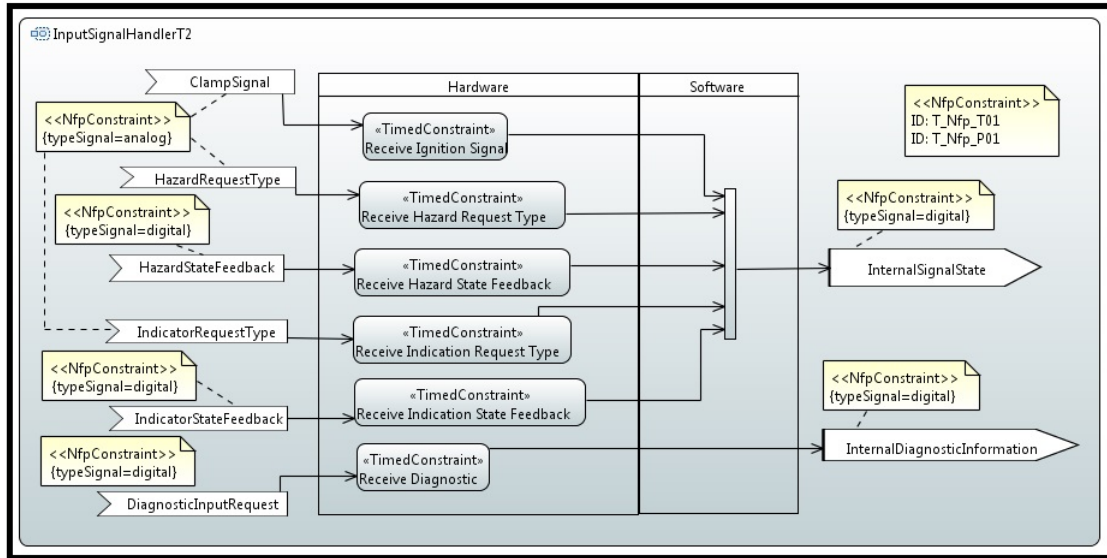 InputSignalHandlerT2
ClampSignal
Hardware
Software
<<NfpConstraint>>
{typeSignal=analog}
«TimedConstraint»
Receive Ignition Signal
<<NfpConstraint>>
ID: T_Nfp_T01
ID: T_Nfp_P01
HazardRequestType
«TimedConstraint»
Receive Hazard Request Type
<<NfpConstraint>>
{typeSignal=digital}
<<NfpConstraint>>
{typeSignal=digital}
HazardStateFeedback
«TimedConstraint»
Receive Hazard State Feedback
InternalSignalState
IndicatorRequestType
«TimedConstraint»
Receive Indication Request Type
<<NfpConstraint>>
{typeSignal=digital}
IndicatorStateFeedback
«TimedConstraint»
Receive Indication State Feedback
<<NfpConstraint>>
{typeSignal=digital}
<<NfpConstraint>>
{typeSignal=digital}
«TimedConstraint»
Receive Diagnostic
InternalDiagnosticInformation
DiagnosticInputRequest